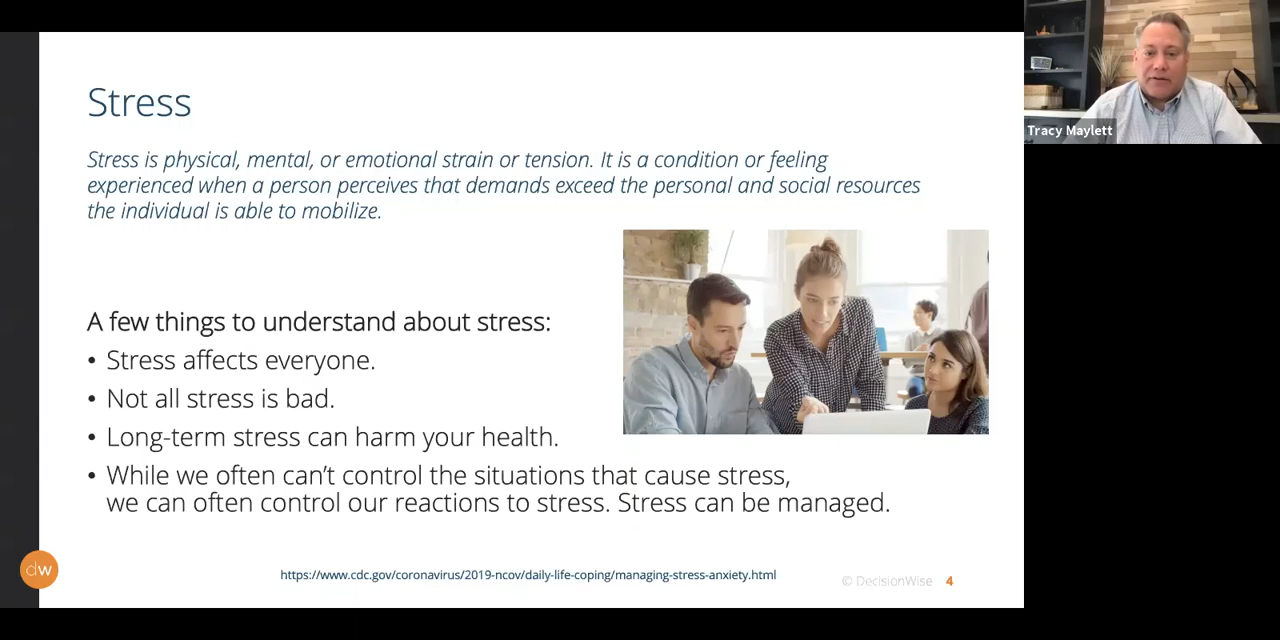 Stress
Stress is physical, mental, or emotional strain or tension. It is a condition or feeling
experienced when a person perceives that demands exceed the personal and social resources
the individual is able to mobilize.
A few things to understand about stress:
• Stress affects everyone.
• Not all stress is bad.
• Long-term stress can harm your health.
• While we often can’t control the situations that cause stress,
we can often control our reactions to stress. Stress can be managed.
dw
https://www.cdc.gov/coronavirus/2019-ncov/daily-life-coping/managing-stress-anxiety.html
© DecisionWise 4
Tracy Maylett